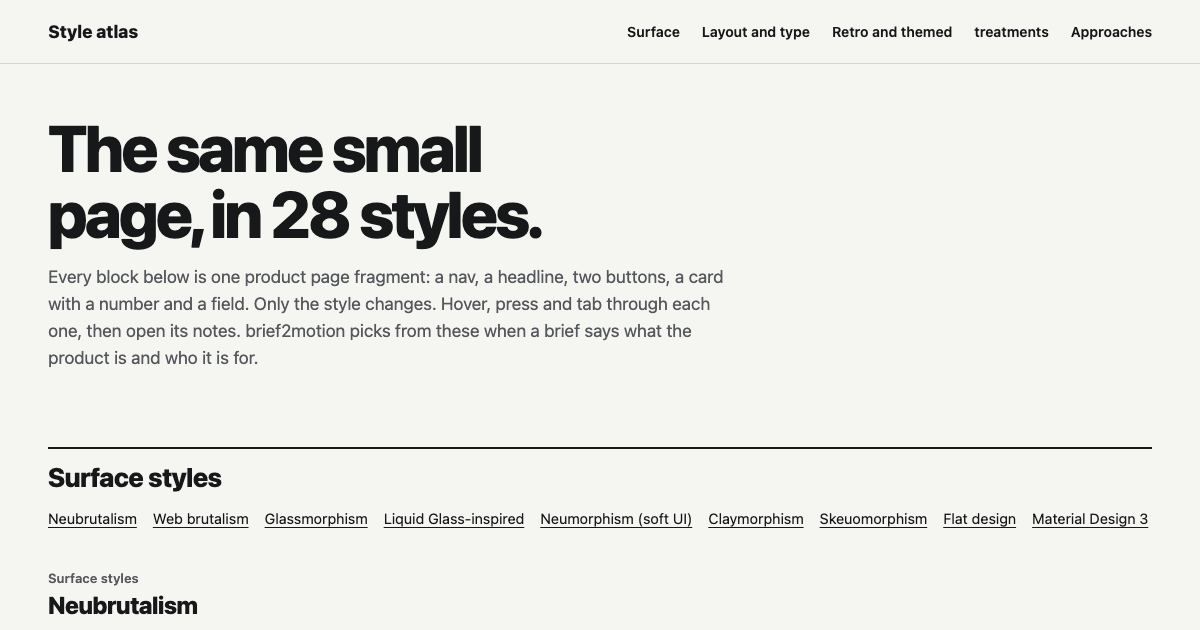 Style atlas
Surface Layout and type Retro and themed treatments Approaches
The same small
page, in 28 styles.
Every block below is one product page fragment: a nav, a headline, two buttons, a card
with a number and a field. Only the style changes. Hover, press and tab through each
one, then open its notes. brief2motion picks from these when a brief says what the
product is and who it is for.
Surface styles
Neubrutalism Web brutalism Glassmorphism Liquid Glass-inspired Neumorphism (soft UI) Claymorphism Skeuomorphism Flat design Material Design 3
Surface styles
Neubrutalism